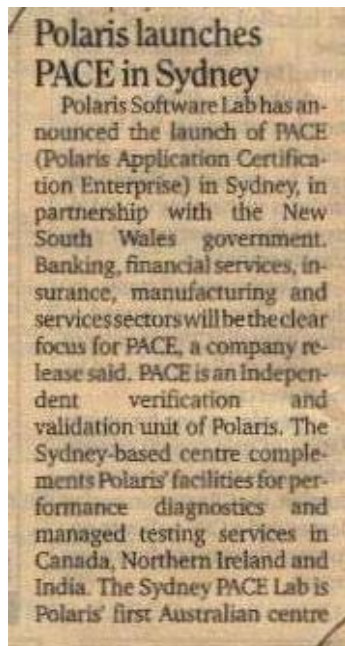 Polaris launches
PACE in Sydney
Polaris Software Lab has an-
nounced the launch of PACE
(Polaris Application Certifica-
tion Enterprise) in Sydney, in
partnership with the New
South Wales government.
Banking, financial services, in-
surance, manufacturing and
services sectors will be the clear
focus for PACE, a company re-
lease said. PACE is an Indepen-
dent verification and
validation unit of Polaris. The
Sydney-based centre comple-
ments Polaris' facilities for per-
formance diagnostics and
managed testing services in
Canada, Northern Ireland and
India. The Sydney PACE Lab is
Polaris' first Australian centre